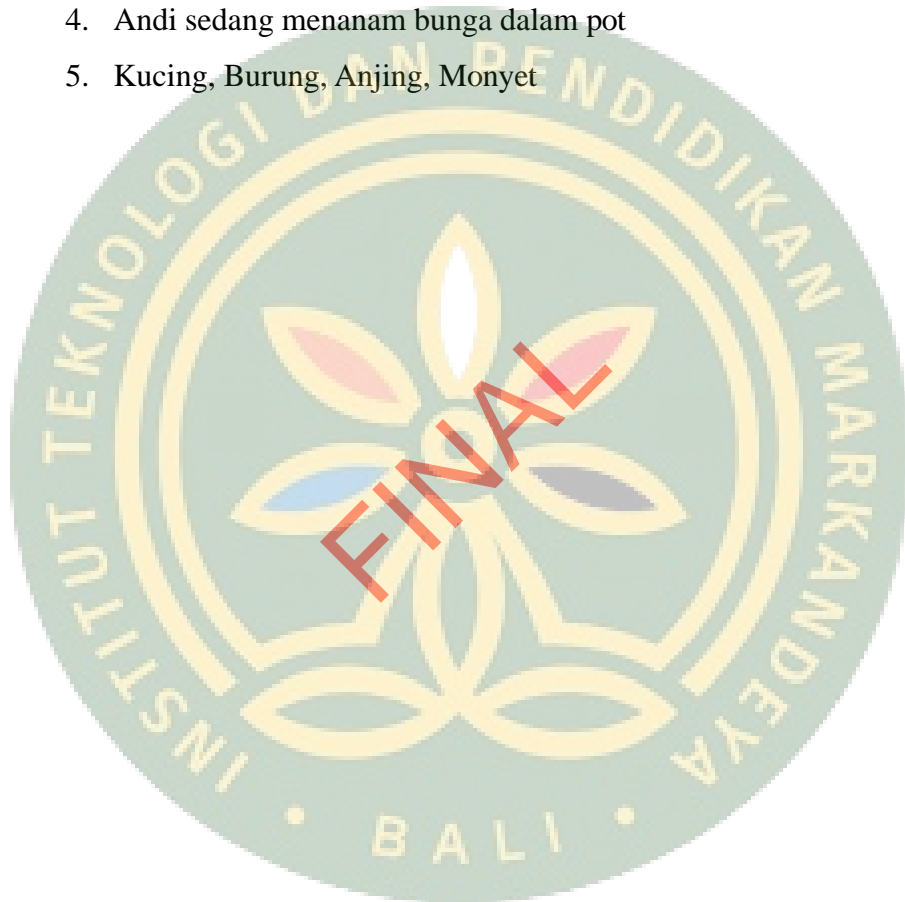 4. Andi sedang menanam bunga dalam pot
5. Kucing, Burung, Anjing, Monyet
INSTITUT TEKNOLOGI DAN PENDIDIKAN MARKANDEYA
• BALI •
FINAL